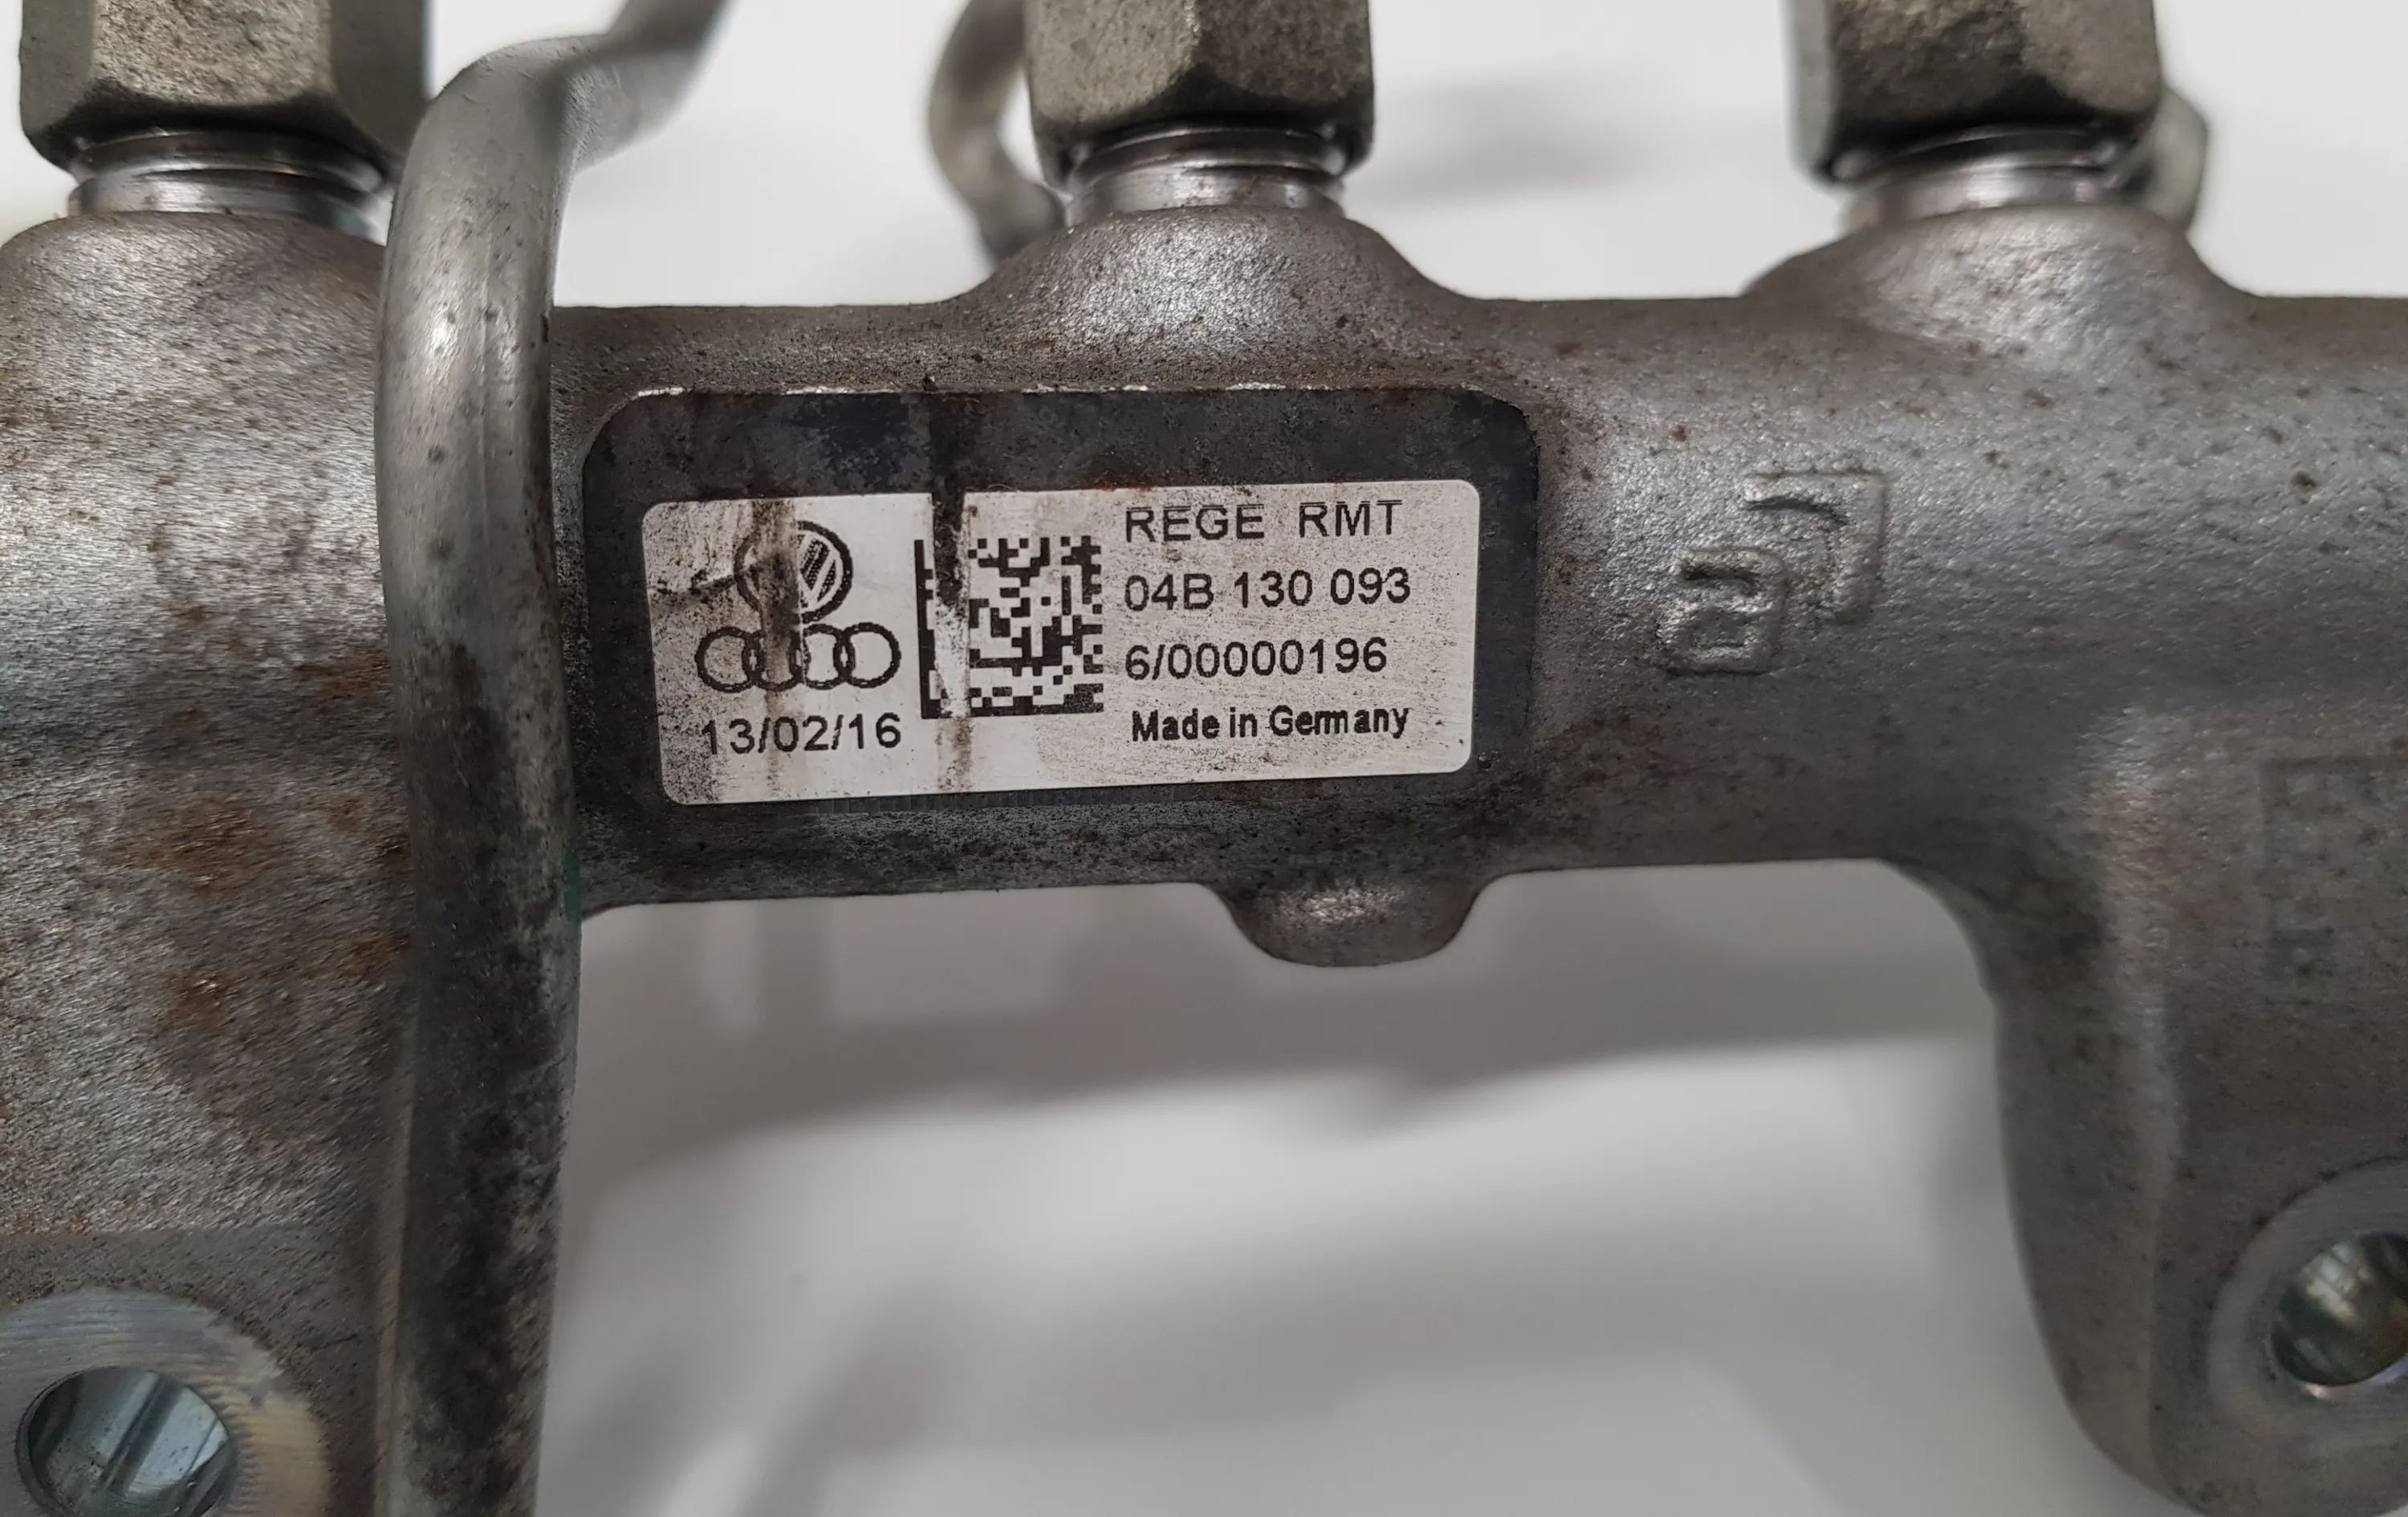 REGE RMT
04B 130 093
6/00000196
Made in Germany
13/02/16